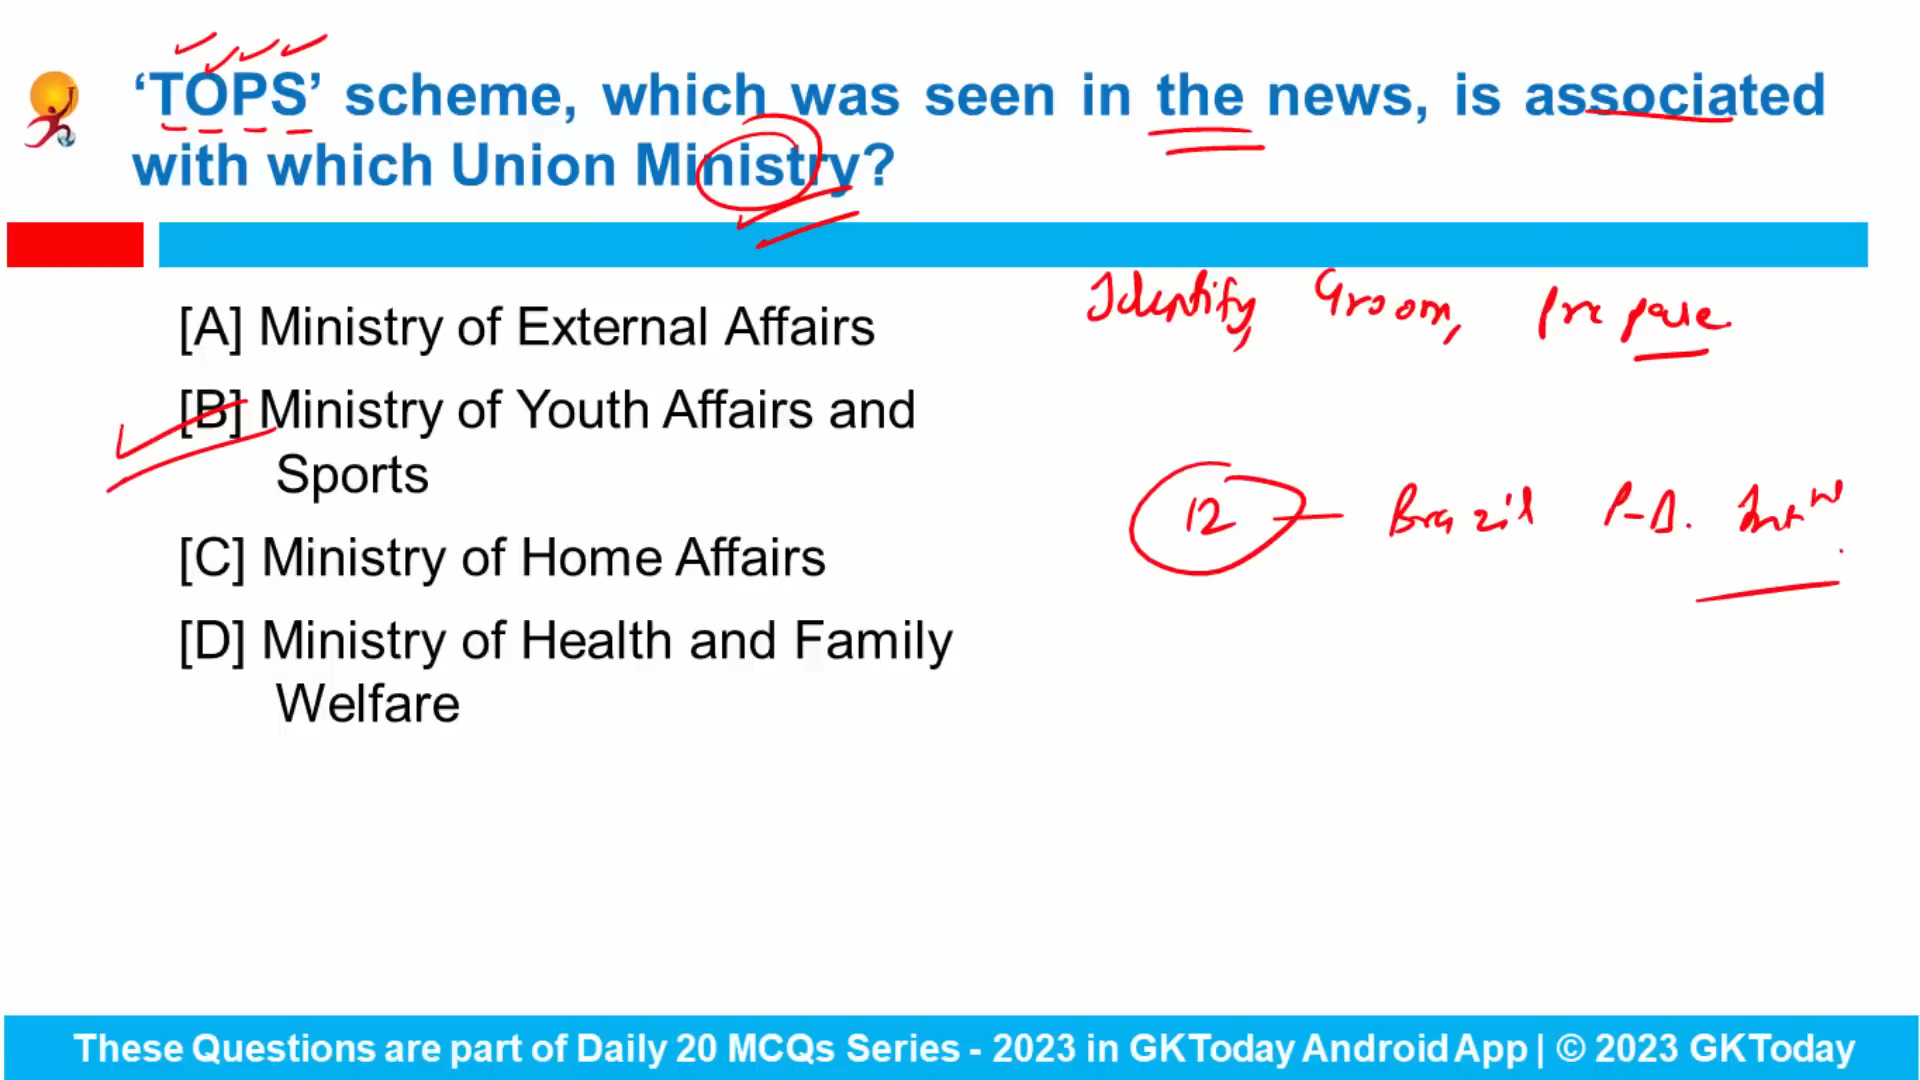 ‘TOPS’ scheme, which was seen in the news, is associated
with which Union Ministry?
Identify, Groom, Prepare
[A] Ministry of External Affairs
[B] Ministry of Youth Affairs and
Sports
12 – Brazil P-B.
[C] Ministry of Home Affairs
[D] Ministry of Health and Family
Welfare
These Questions are part of Daily 20 MCQs Series - 2023 in GKToday Android App | © 2023 GKToday